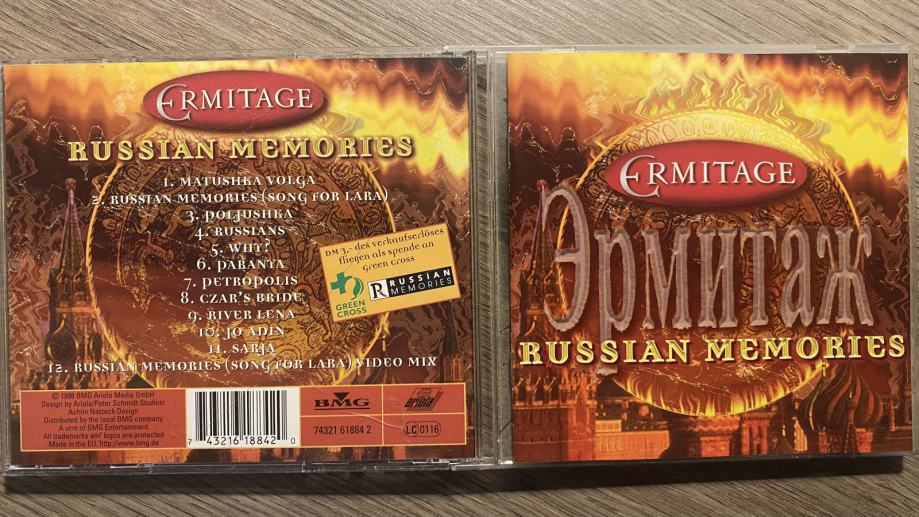 ERMITAGE
RUSSIAN MEMORIES
1. MATUSHKA VOLGA
2. RUSSIAN MEMORIES (SONG FOR LARA)
3. POLJUSHKA
4. RUSSIANS
5. WHY?
6. PARANYA
7. PETROPOLIS
8. CZAR'S BRIDE
9. RIVER LENA
10. JO ADIN
11. SARJA
12. RUSSIAN MEMORIES (SONG FOR LARA) VIDEO MIX
DM 3,- des verkaufserlöses
fliegen als spende an
Green Cross
GREEN
CROSS
R RUSSIAN
MEMORIES
© 1998 BMG Ariola Media GmbH
Design by Ariola/Peter Schmidt Studios/
Achim Natzeck Design
Distributed by the local BMG company
A unit of BMG Entertainment
All trademarks and logos are protected
Made in the EU. http://www.bmg.de
7 43216 18842 0
BMG
ariola
74321 61884 2
LC 0116
ERMITAGE
Эрмитаж
RUSSIAN MEMORIES